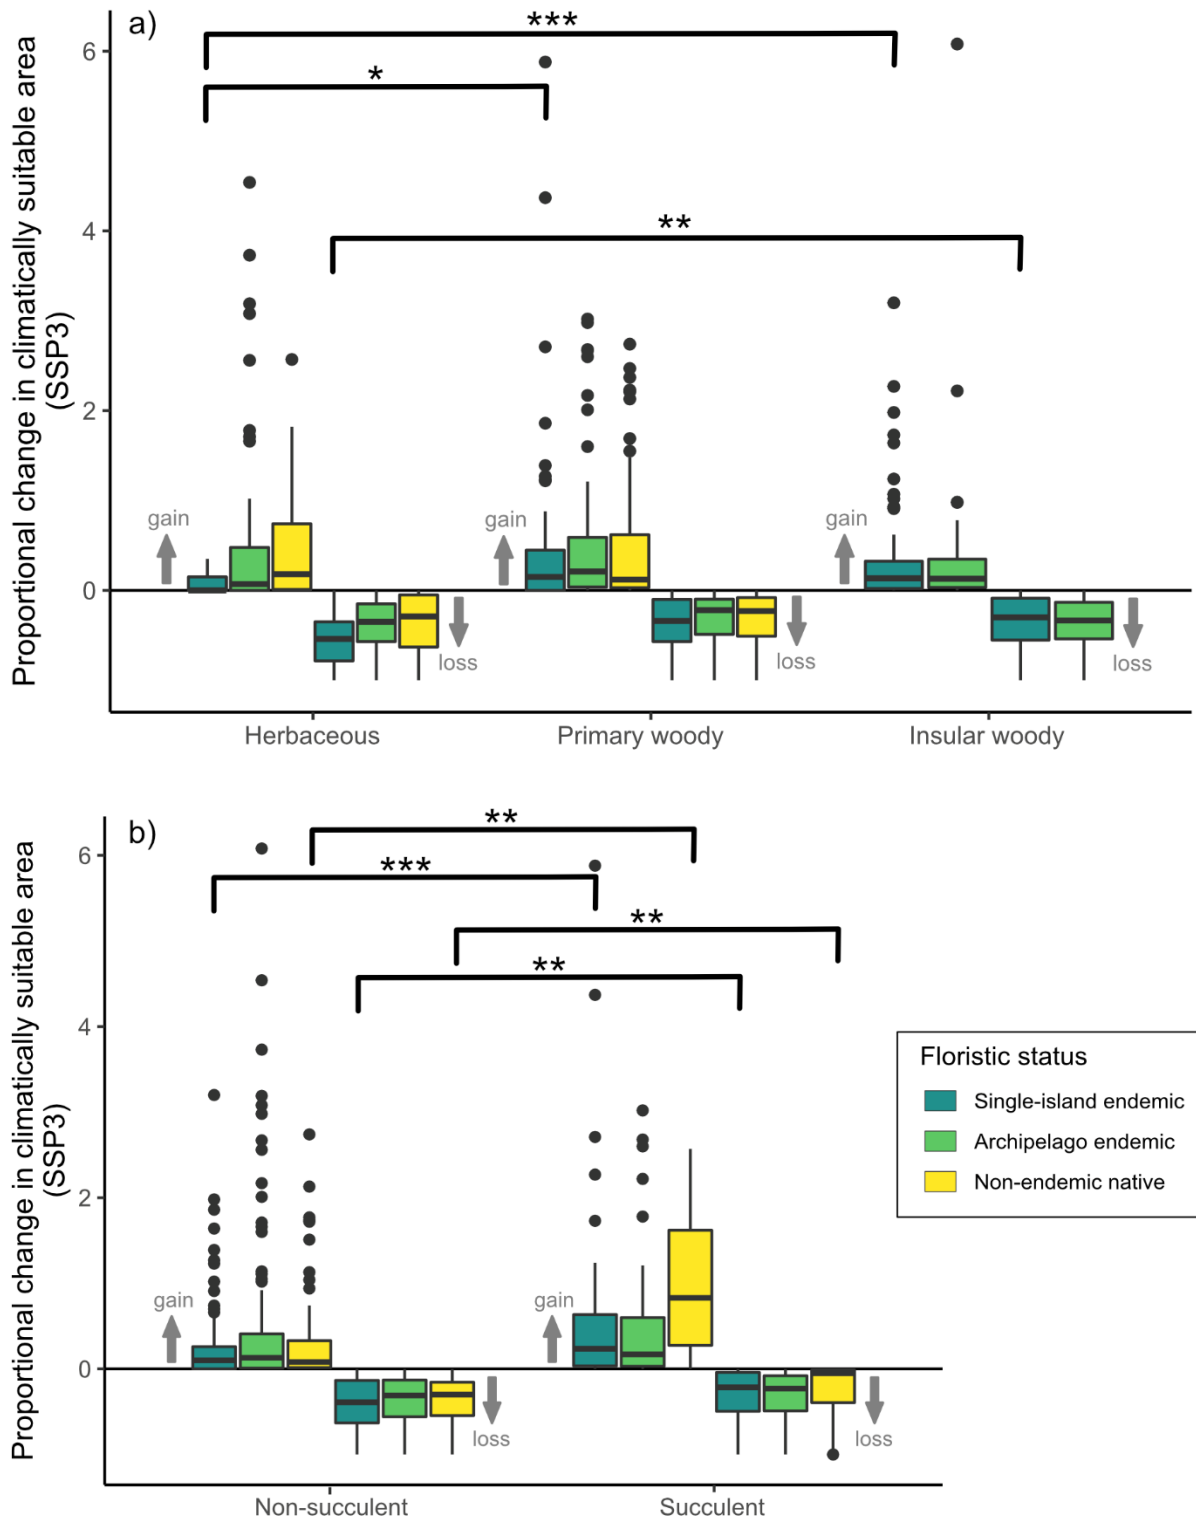 a)
***
*
**
Proportional change in climatically suitable area
(SSP3)
6
4
2
0
gain
loss
gain
loss
gain
loss
Herbaceous
Primary woody
Insular woody
b)
**
***
**
**
Proportional change in climatically suitable area
(SSP3)
6
4
2
0
gain
loss
gain
loss
Non-succulent
Succulent
Floristic status
Single-island endemic
Archipelago endemic
Non-endemic native